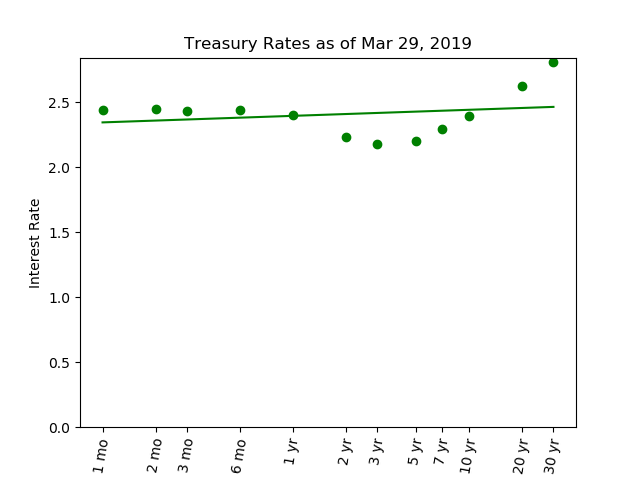 Treasury Rates as of Mar 29, 2019
Interest Rate
2.5
2.0
1.5
1.0
0.5
0.0
1 mo
2 mo
3 mo
6 mo
1 yr
2 yr
3 yr
5 yr
7 yr
10 yr
20 yr
30 yr